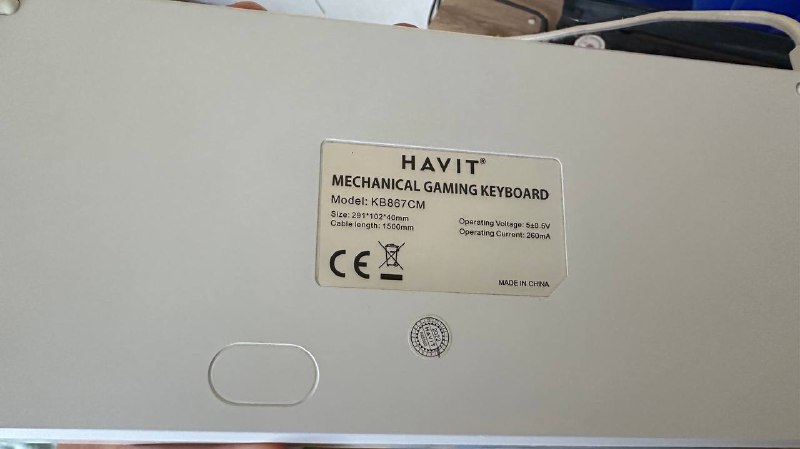 HAVIT®
MECHANICAL GAMING KEYBOARD
Model: KB867CM
Size: 291*102*40mm
Cable length: 1500mm
Operating Voltage: 5±0.5V
Operating Current: 260mA
CE
MADE IN CHINA
HAVIT